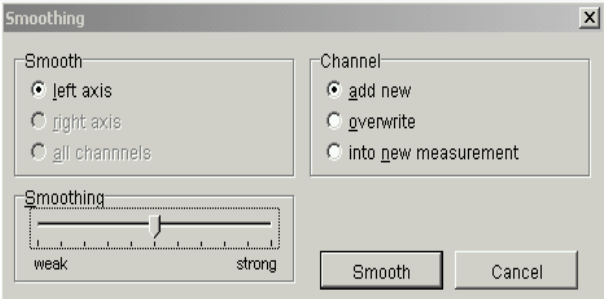 Smoothing
Smooth
left axis
right axis
all channnels
Channel
add new
overwrite
into new measurement
Smoothing
weak strong
Smooth Cancel